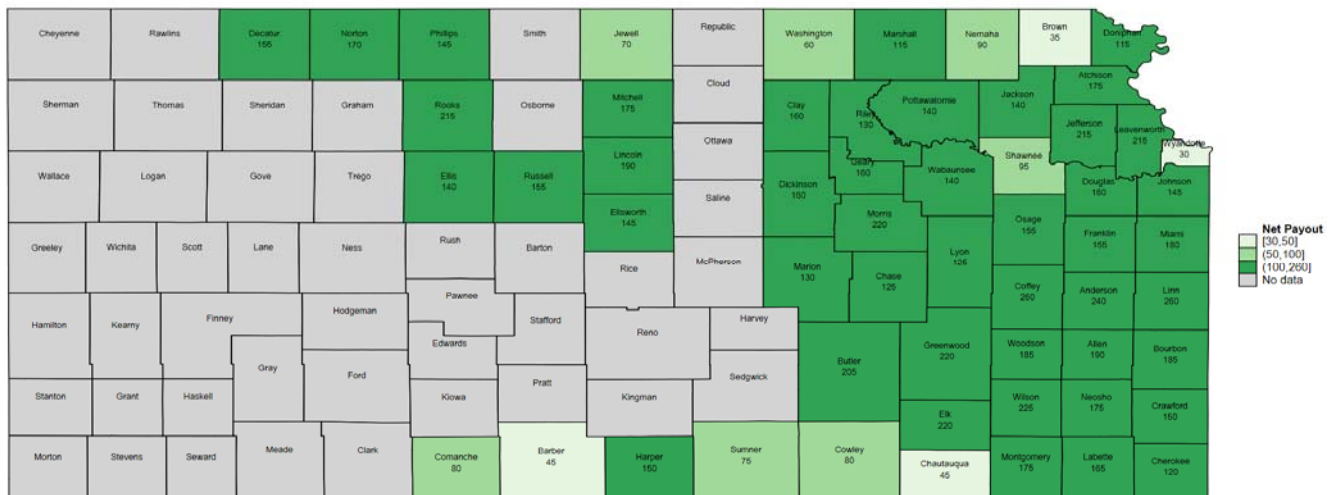 Cheyenne
Rawlins
Decatur
155
Norton
170
Phillips
145
Smith
Jewell
70
Republic
Washington
60
Marshall
115
Nemaha
90
Brown
35
Doniphan
115
Sherman
Thomas
Sheridan
Graham
Rooks
215
Osborne
Mitchell
175
Cloud
Clay
160
Riley
130
Pottawatomie
140
Jackson
140
Atchison
175
Jefferson
215
Leavenworth
215
Wyandotte
30
Ottawa
Lincoln
190
Wallace
Logan
Gove
Trego
Ellis
140
Russell
155
Ellsworth
145
Saline
Dickinson
Geary
160
Wabaunsee
140
Shawnee
95
Douglas
Johnson
145
Morris
220
Osage
155
Franklin
155
Miami
180
Greeley
Wichita
Scott
Lane
Ness
Rush
Barton
Rice
McPherson
Marion
130
Chase
125
Lyon
Coffey
260
Anderson
240
Linn
260
Net Payout
[30,50]
(50,100]
(100,260]
No data
Hamilton
Kearny
Finney
Hodgeman
Pawnee
Stafford
Edwards
Reno
Harvey
Butler
205
Greenwood
220
Woodson
185
Allen
190
Bourbon
185
Gray
Ford
Kiowa
Pratt
Kingman
Sedgwick
Elk
220
Wilson
225
Neosho
175
Crawford
150
Stanton
Grant
Haskell
Morton
Stevens
Seward
Meade
Clark
Comanche
80
Barber
45
Harper
150
Sumner
75
Cowley
80
Chautauqua
45
Montgomery
175
Labette
165
Cherokee
120